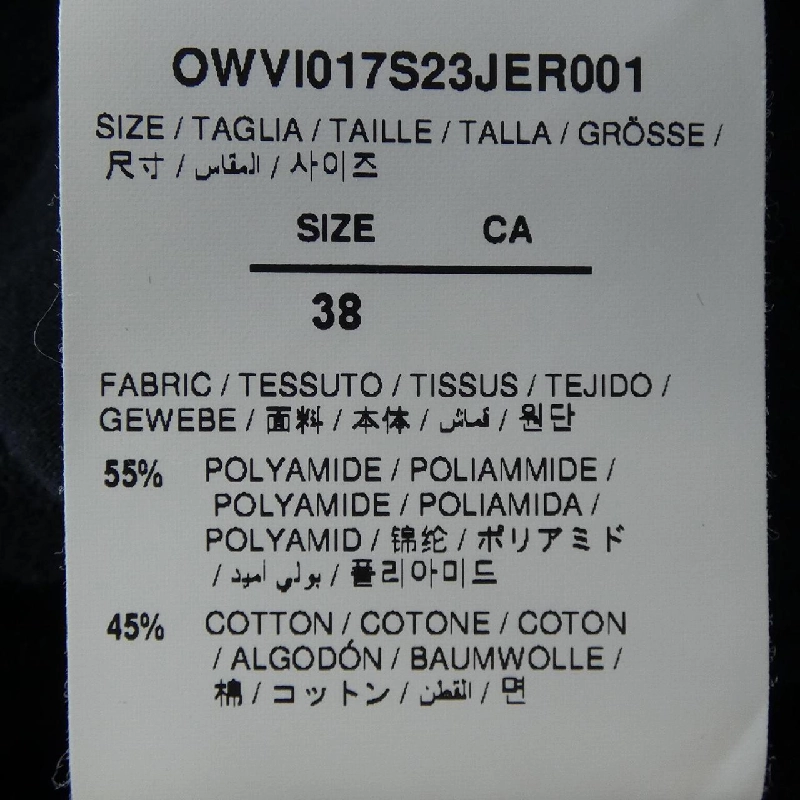 OWVI017S23JER001
SIZE / TAGLIA / TAILLE / TALLA / GRÖSSE /
尺寸 / المقاس / 사이즈
SIZE CA
38
FABRIC / TESSUTO / TISSUS / TEJIDO /
GEWEBE / 面料 / 本体 / قماش / 원단
55% POLYAMIDE / POLIAMMIDE /
POLYAMIDE / POLIAMIDA /
POLYAMID / 锦纶 / ポリアミド
/ بولي أميد / 폴리아미드
45% COTTON / COTONE / COTON
/ ALGODÓN / BAUMWOLLE /
棉 / コットン / القطن / 면